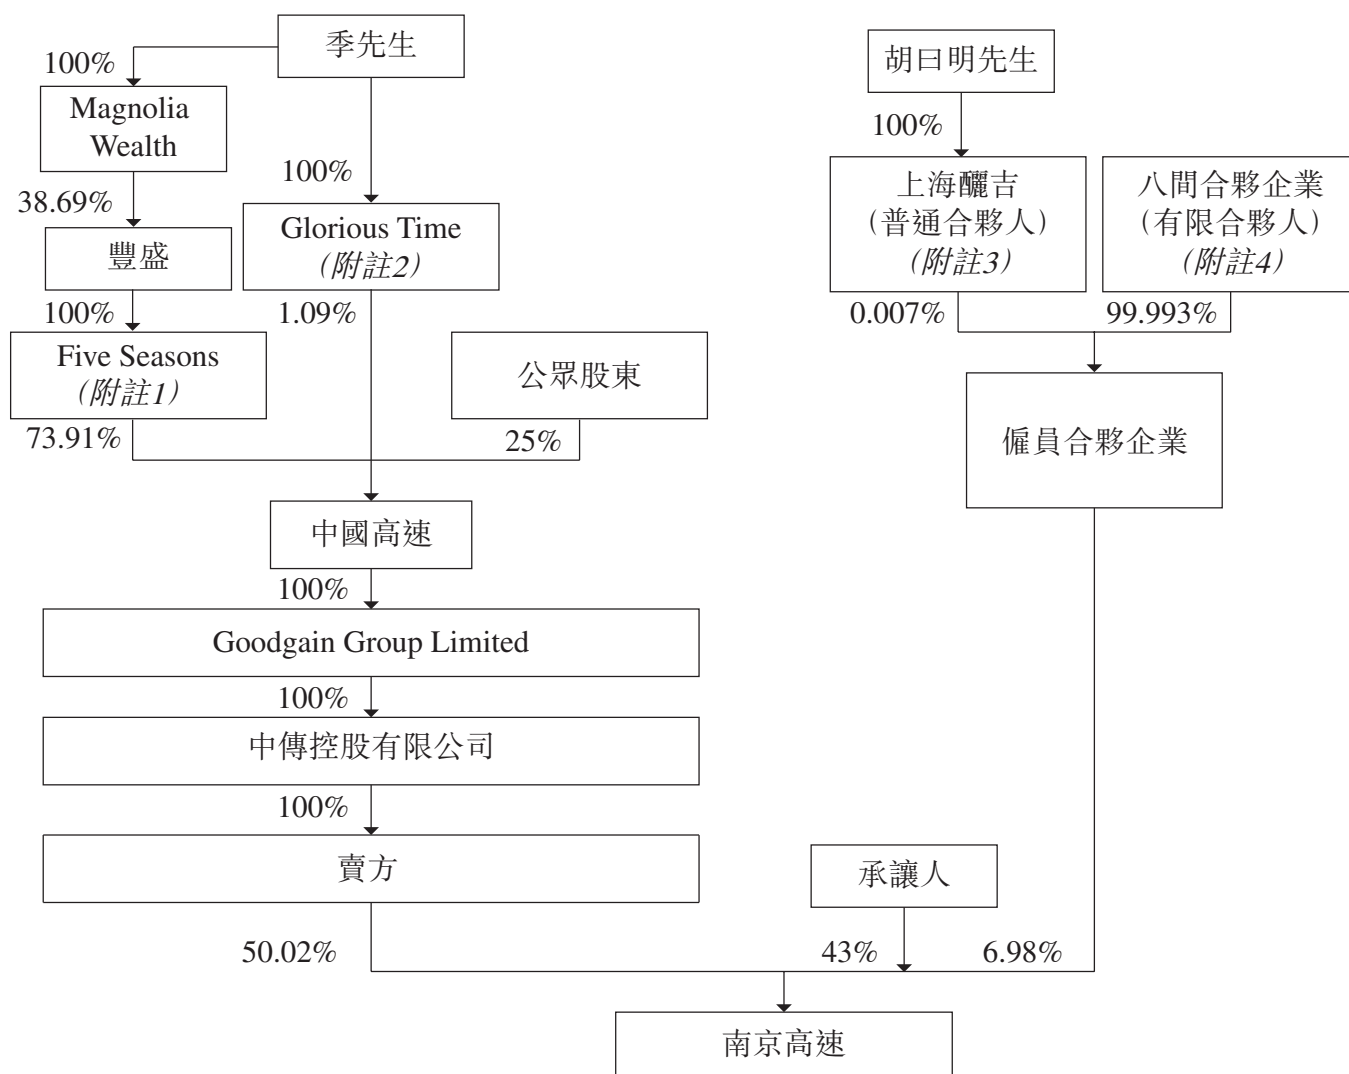 季先生
100%
Magnolia
Wealth
38.69%
豐盛
100%
Five Seasons
（附註1）
73.91%
100%
Glorious Time
（附註2）
1.09%
公眾股東
25%
中國高速
100%
Goodgain Group Limited
100%
中傳控股有限公司
100%
賣方
50.02%
胡曰明先生
100%
上海釃吉
（普通合夥人）
（附註3）
0.007%
八間合夥企業
（有限合夥人）
（附註4）
99.993%
僱員合夥企業
承讓人
43%
6.98%
南京高速